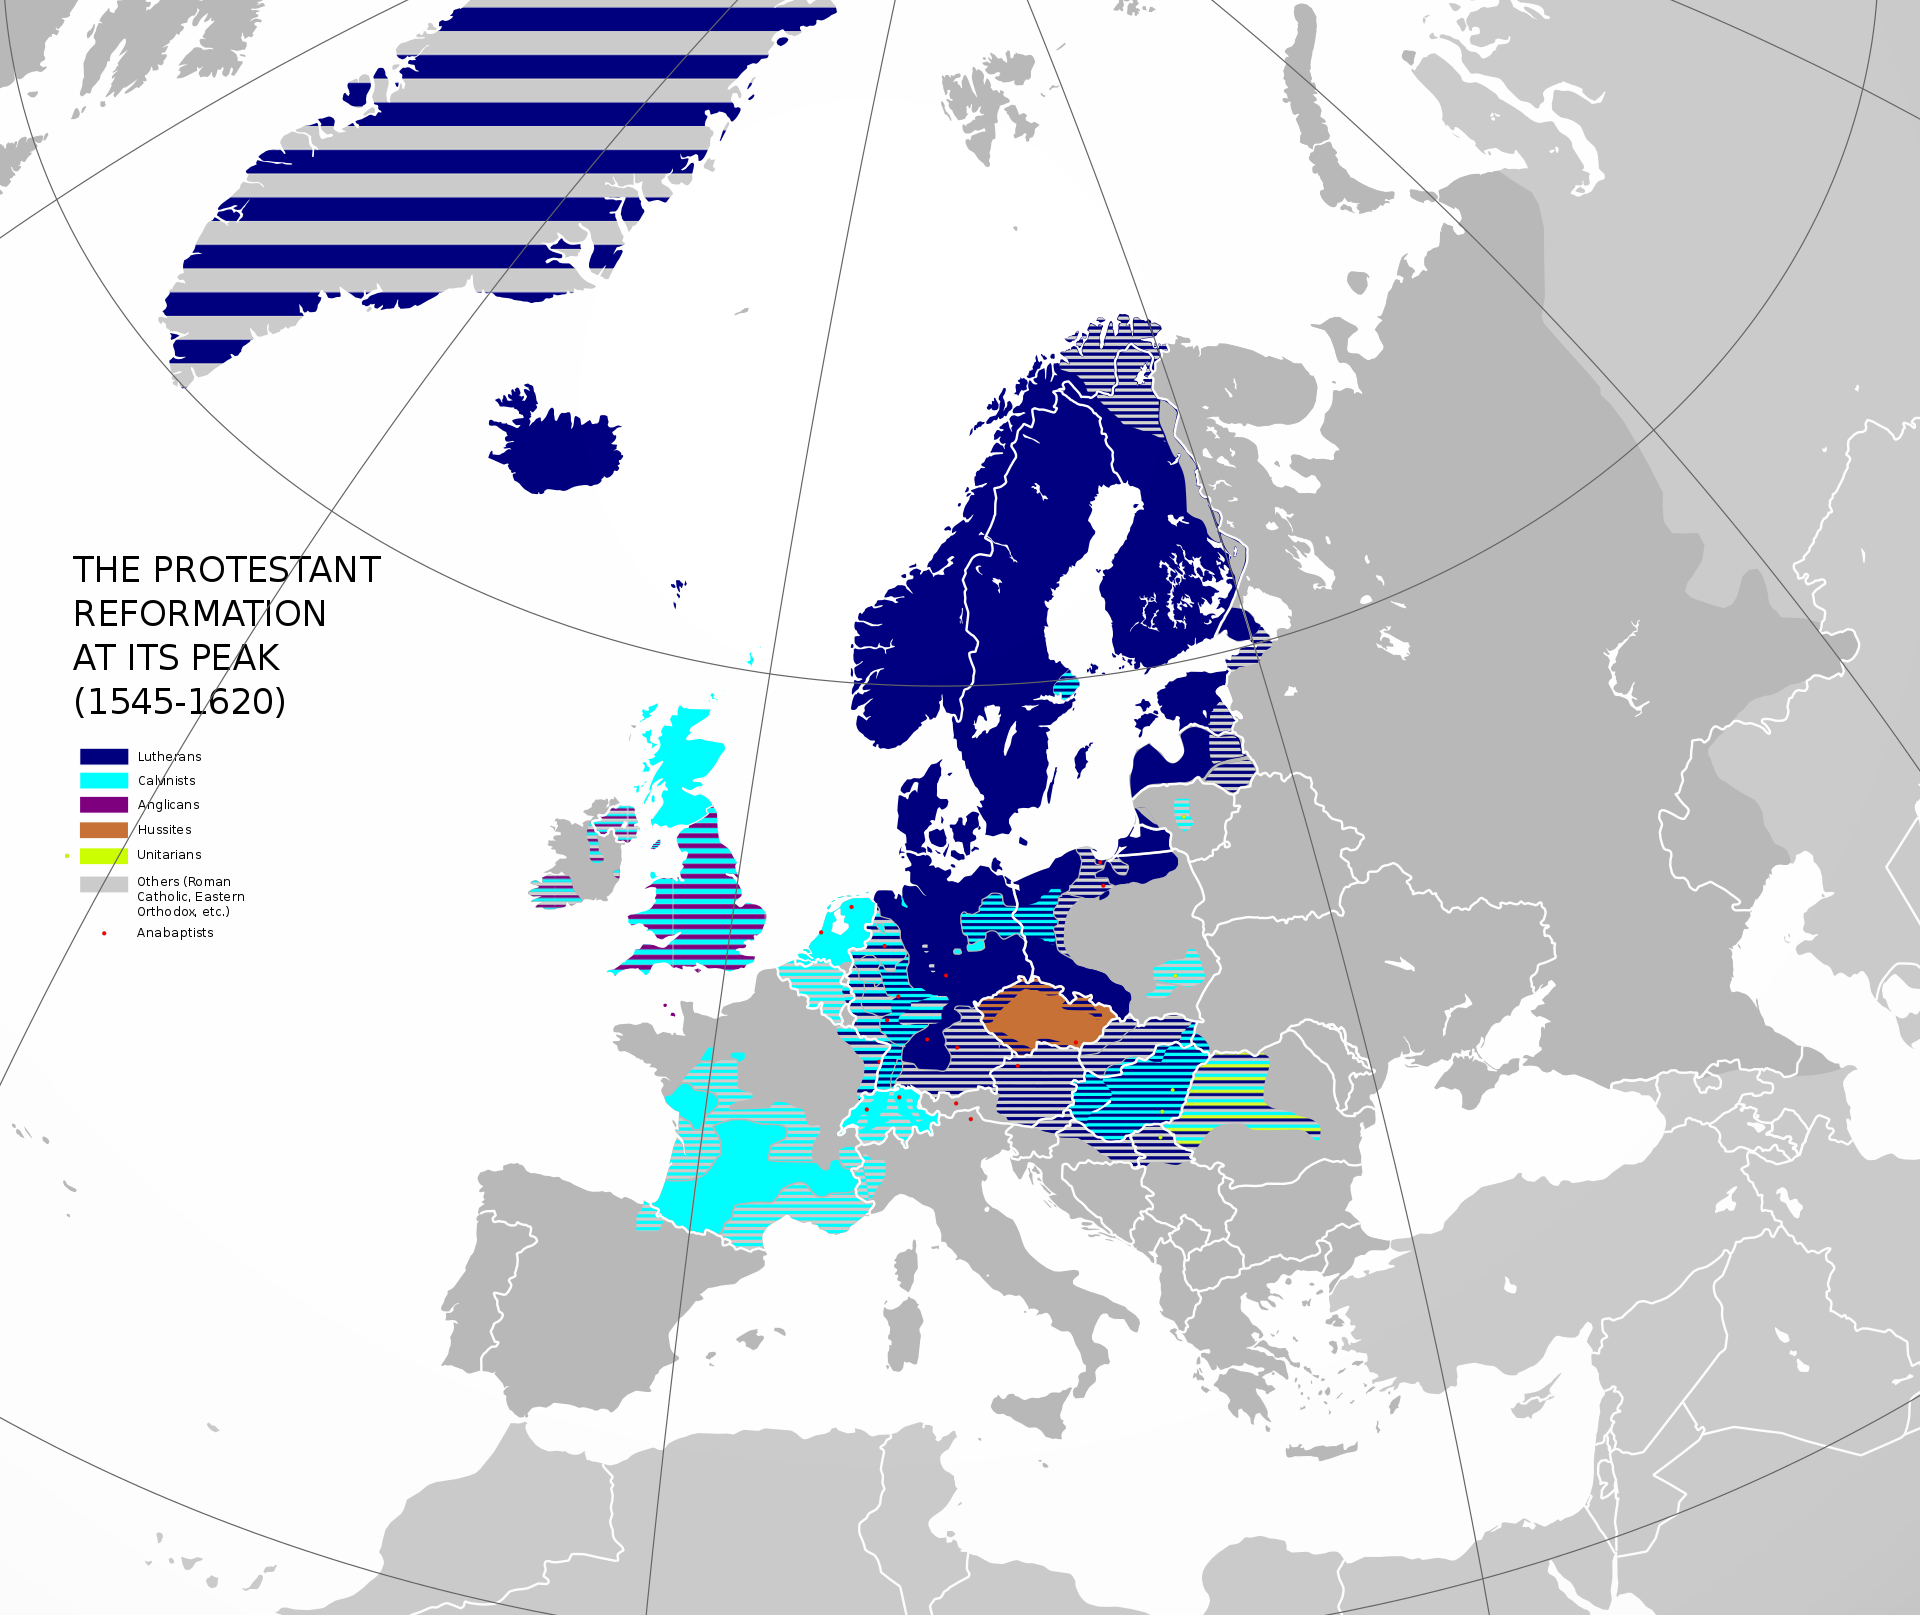 THE PROTESTANT
REFORMATION
AT ITS PEAK
(1545-1620)
Lutherans
Calvinists
Anglicans
Hussites
Unitarians
Others (Roman
Catholic, Eastern
Orthodox, etc.)
Anabaptists